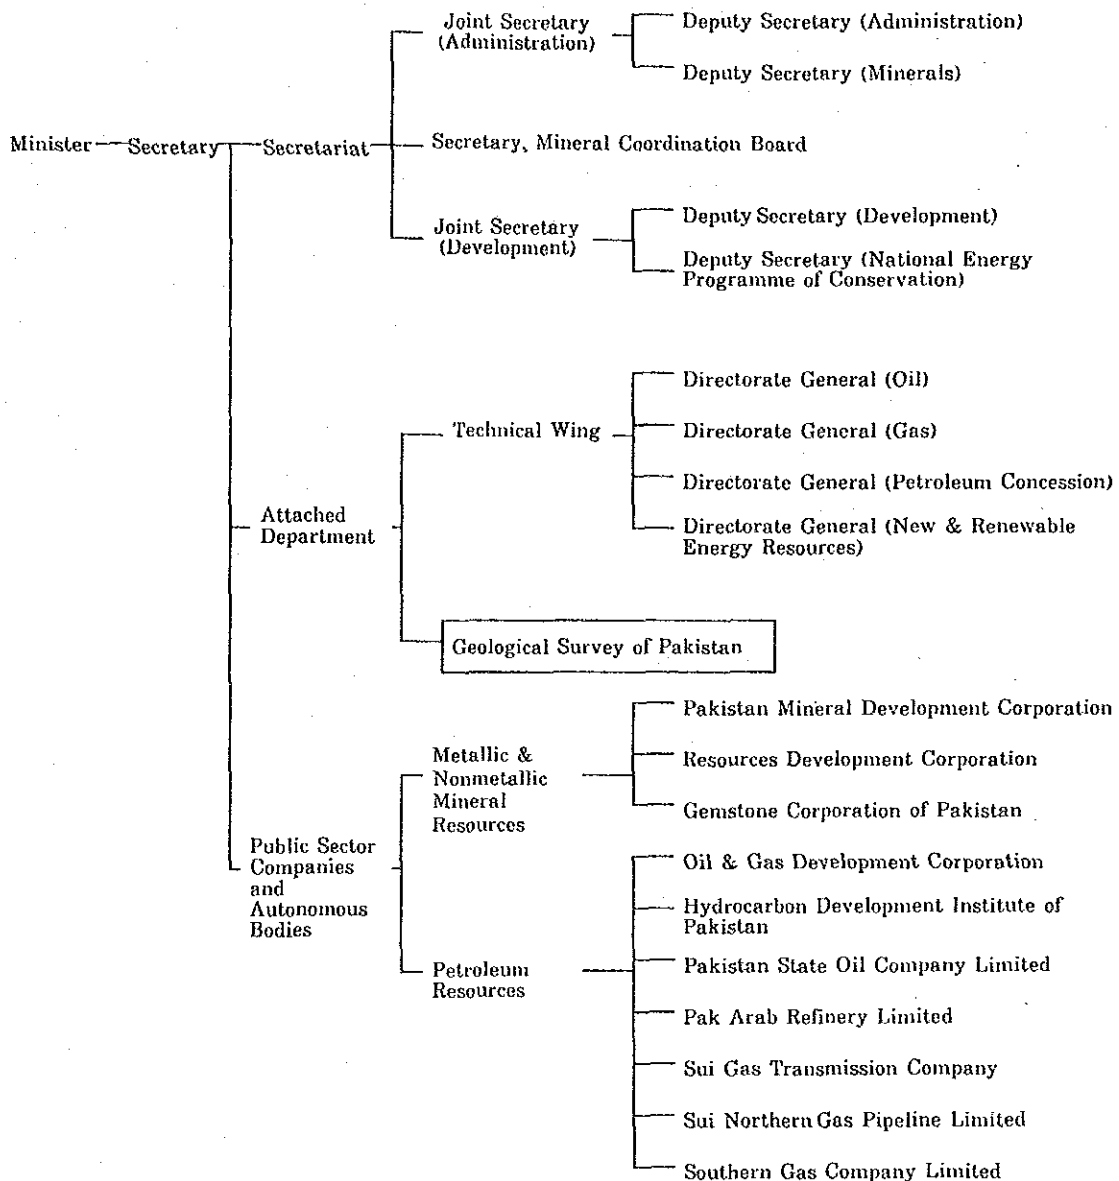 Joint Secretary
(Administration)
Deputy Secretary (Administration)
Deputy Secretary (Minerals)
Minister
Secretary
Secretariat
Secretary, Mineral Coordination Board
Joint Secretary
(Development)
Deputy Secretary (Development)
Deputy Secretary (National Energy
Programme of Conservation)
Attached
Department
Technical Wing
Directorate General (Oil)
Directorate General (Gas)
Directorate General (Petroleum Concession)
Directorate General (New & Renewable
Energy Resources)
Geological Survey of Pakistan
Public Sector
Companies
and
Autonomous
Bodies
Metallic &
Nonmetallic
Mineral
Resources
Pakistan Mineral Development Corporation
Resources Development Corporation
Gemstone Corporation of Pakistan
Petroleum
Resources
Oil & Gas Development Corporation
Hydrocarbon Development Institute of
Pakistan
Pakistan State Oil Company Limited
Pak Arab Refinery Limited
Sui Gas Transmission Company
Sui Northern Gas Pipeline Limited
Southern Gas Company Limited